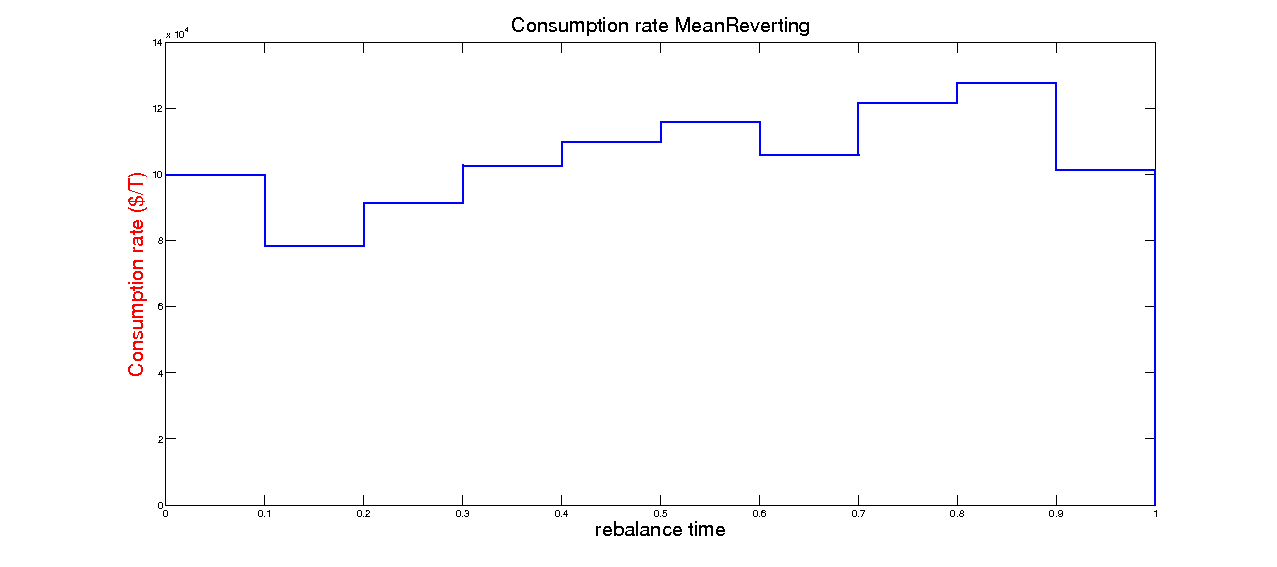 Consumption rate MeanReverting
x 10^4
14
12
10
8
6
4
2
0
Consumption rate ($/T)
0 0.1 0.2 0.3 0.4 0.5 0.6 0.7 0.8 0.9 1
rebalance time